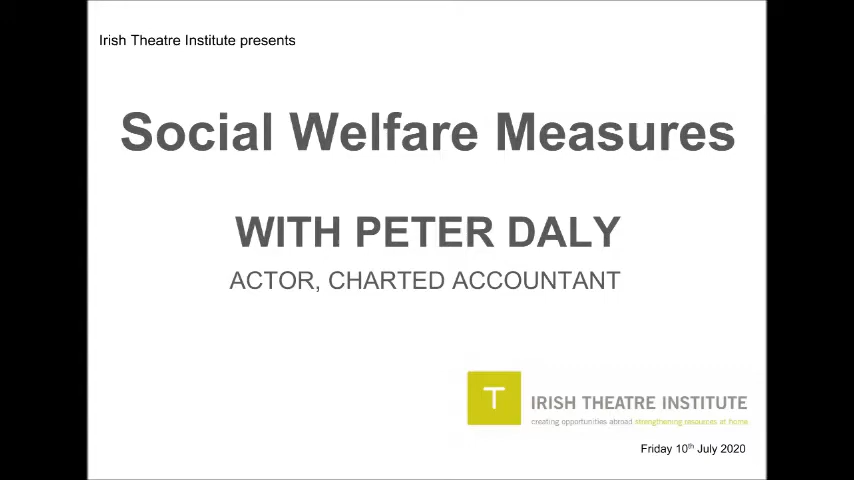 Irish Theatre Institute presents
Social Welfare Measures
WITH PETER DALY
ACTOR, CHARTED ACCOUNTANT
T
IRISH THEATRE INSTITUTE
creating opportunities abroad strengthening resources at home
Friday 10th July 2020